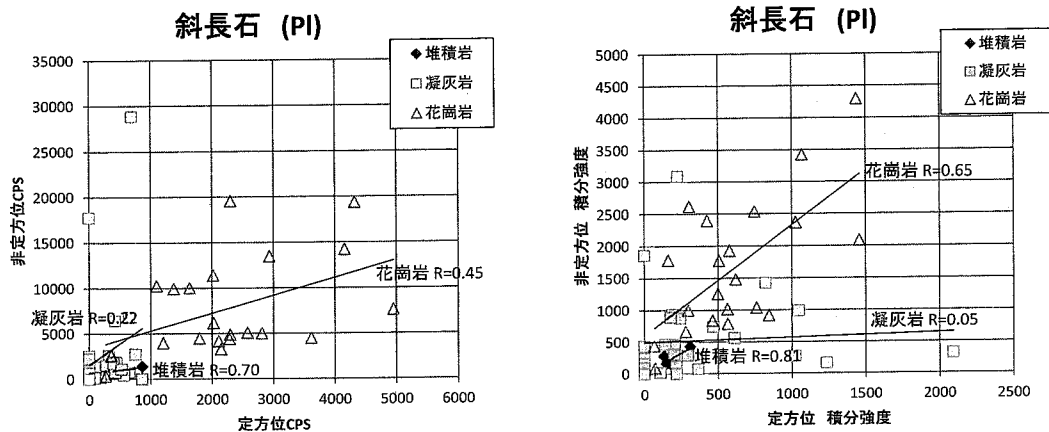 斜長石 (Pl)
35000
30000
25000
20000
15000
10000
5000
0
非定方位CPS
◆堆積岩
□凝灰岩
△花崗岩
花崗岩 R=0.45
凝灰岩 R=0.22
堆積岩 R=0.70
0 1000 2000 3000 4000 5000 6000
定方位CPS
斜長石 (Pl)
5000
4500
4000
3500
3000
2500
2000
1500
1000
500
0
非定方位 積分強度
◆堆積岩
□凝灰岩
△花崗岩
花崗岩 R=0.65
凝灰岩 R=0.05
堆積岩 R=0.81
0 500 1000 1500 2000 2500
定方位 積分強度